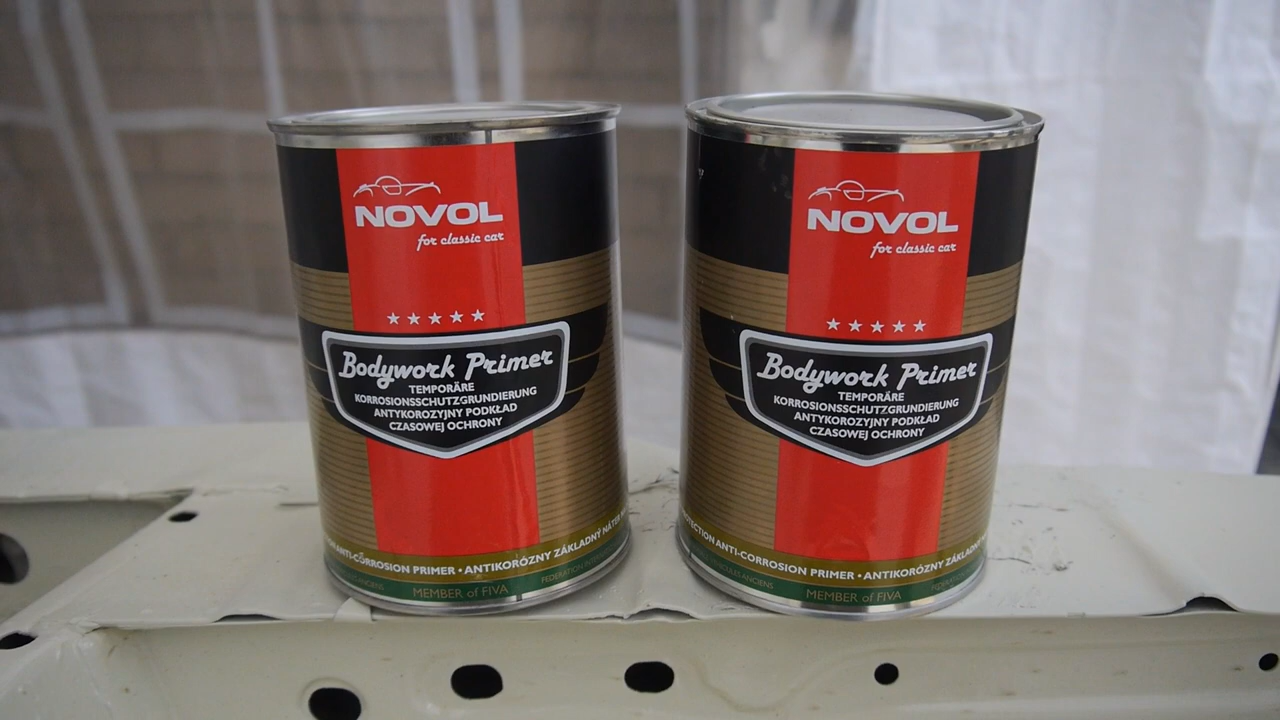 NOVOL
for classic car
Bodywork Primer
TEMPORÄRE
KORROSIONSSCHUTZGRUNDIERUNG
ANTYKOROZYJNY PODKŁAD
CZASOWEJ OCHRONY
ANTI-CORROSION PRIMER • ANTIKORÓZNY ZÁKLADNÝ NÁTER
MEMBER of FIVA
NOVOL
for classic car
Bodywork Primer
TEMPORÄRE
KORROSIONSSCHUTZGRUNDIERUNG
ANTYKOROZYJNY PODKŁAD
CZASOWEJ OCHRONY
ANTI-CORROSION PRIMER • ANTIKORÓZNY ZÁKLADNÝ
MEMBER of FIVA